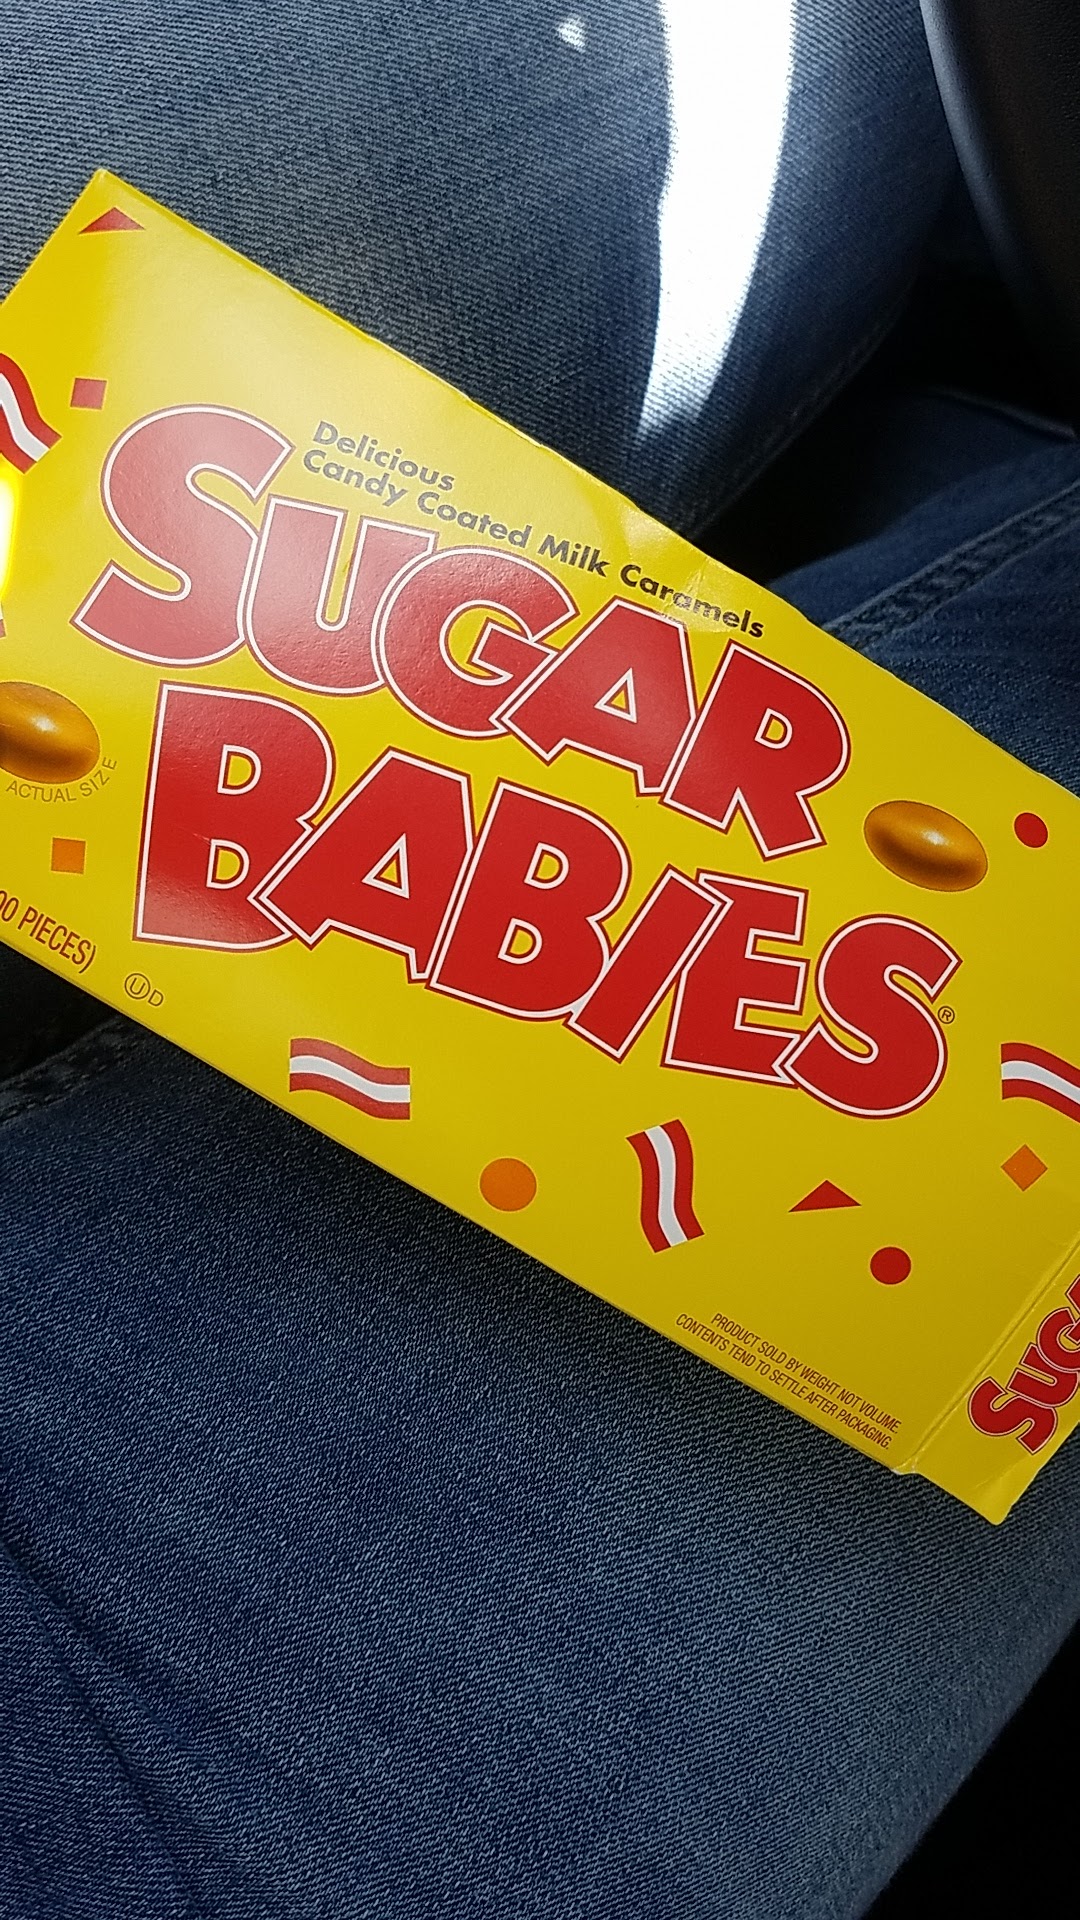 Delicious
Candy Coated Milk Caramels
SUGAR
BABIES®
ACTUAL SIZE
PIECES)
UD
PRODUCT SOLD BY WEIGHT NOT VOLUME.
CONTENTS TEND TO SETTLE AFTER PACKAGING.